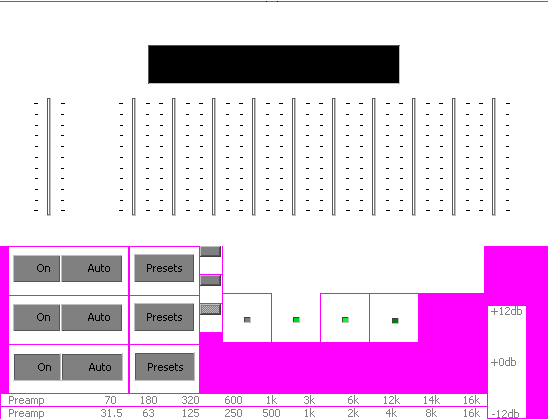 On Auto Presets
On Auto Presets
+12db
On Auto Presets
+0db
Preamp 70 180 320 600 1k 3k 6k 12k 14k 16k
Preamp 31.5 63 125 250 500 1k 2k 4k 8k 16k
-12db